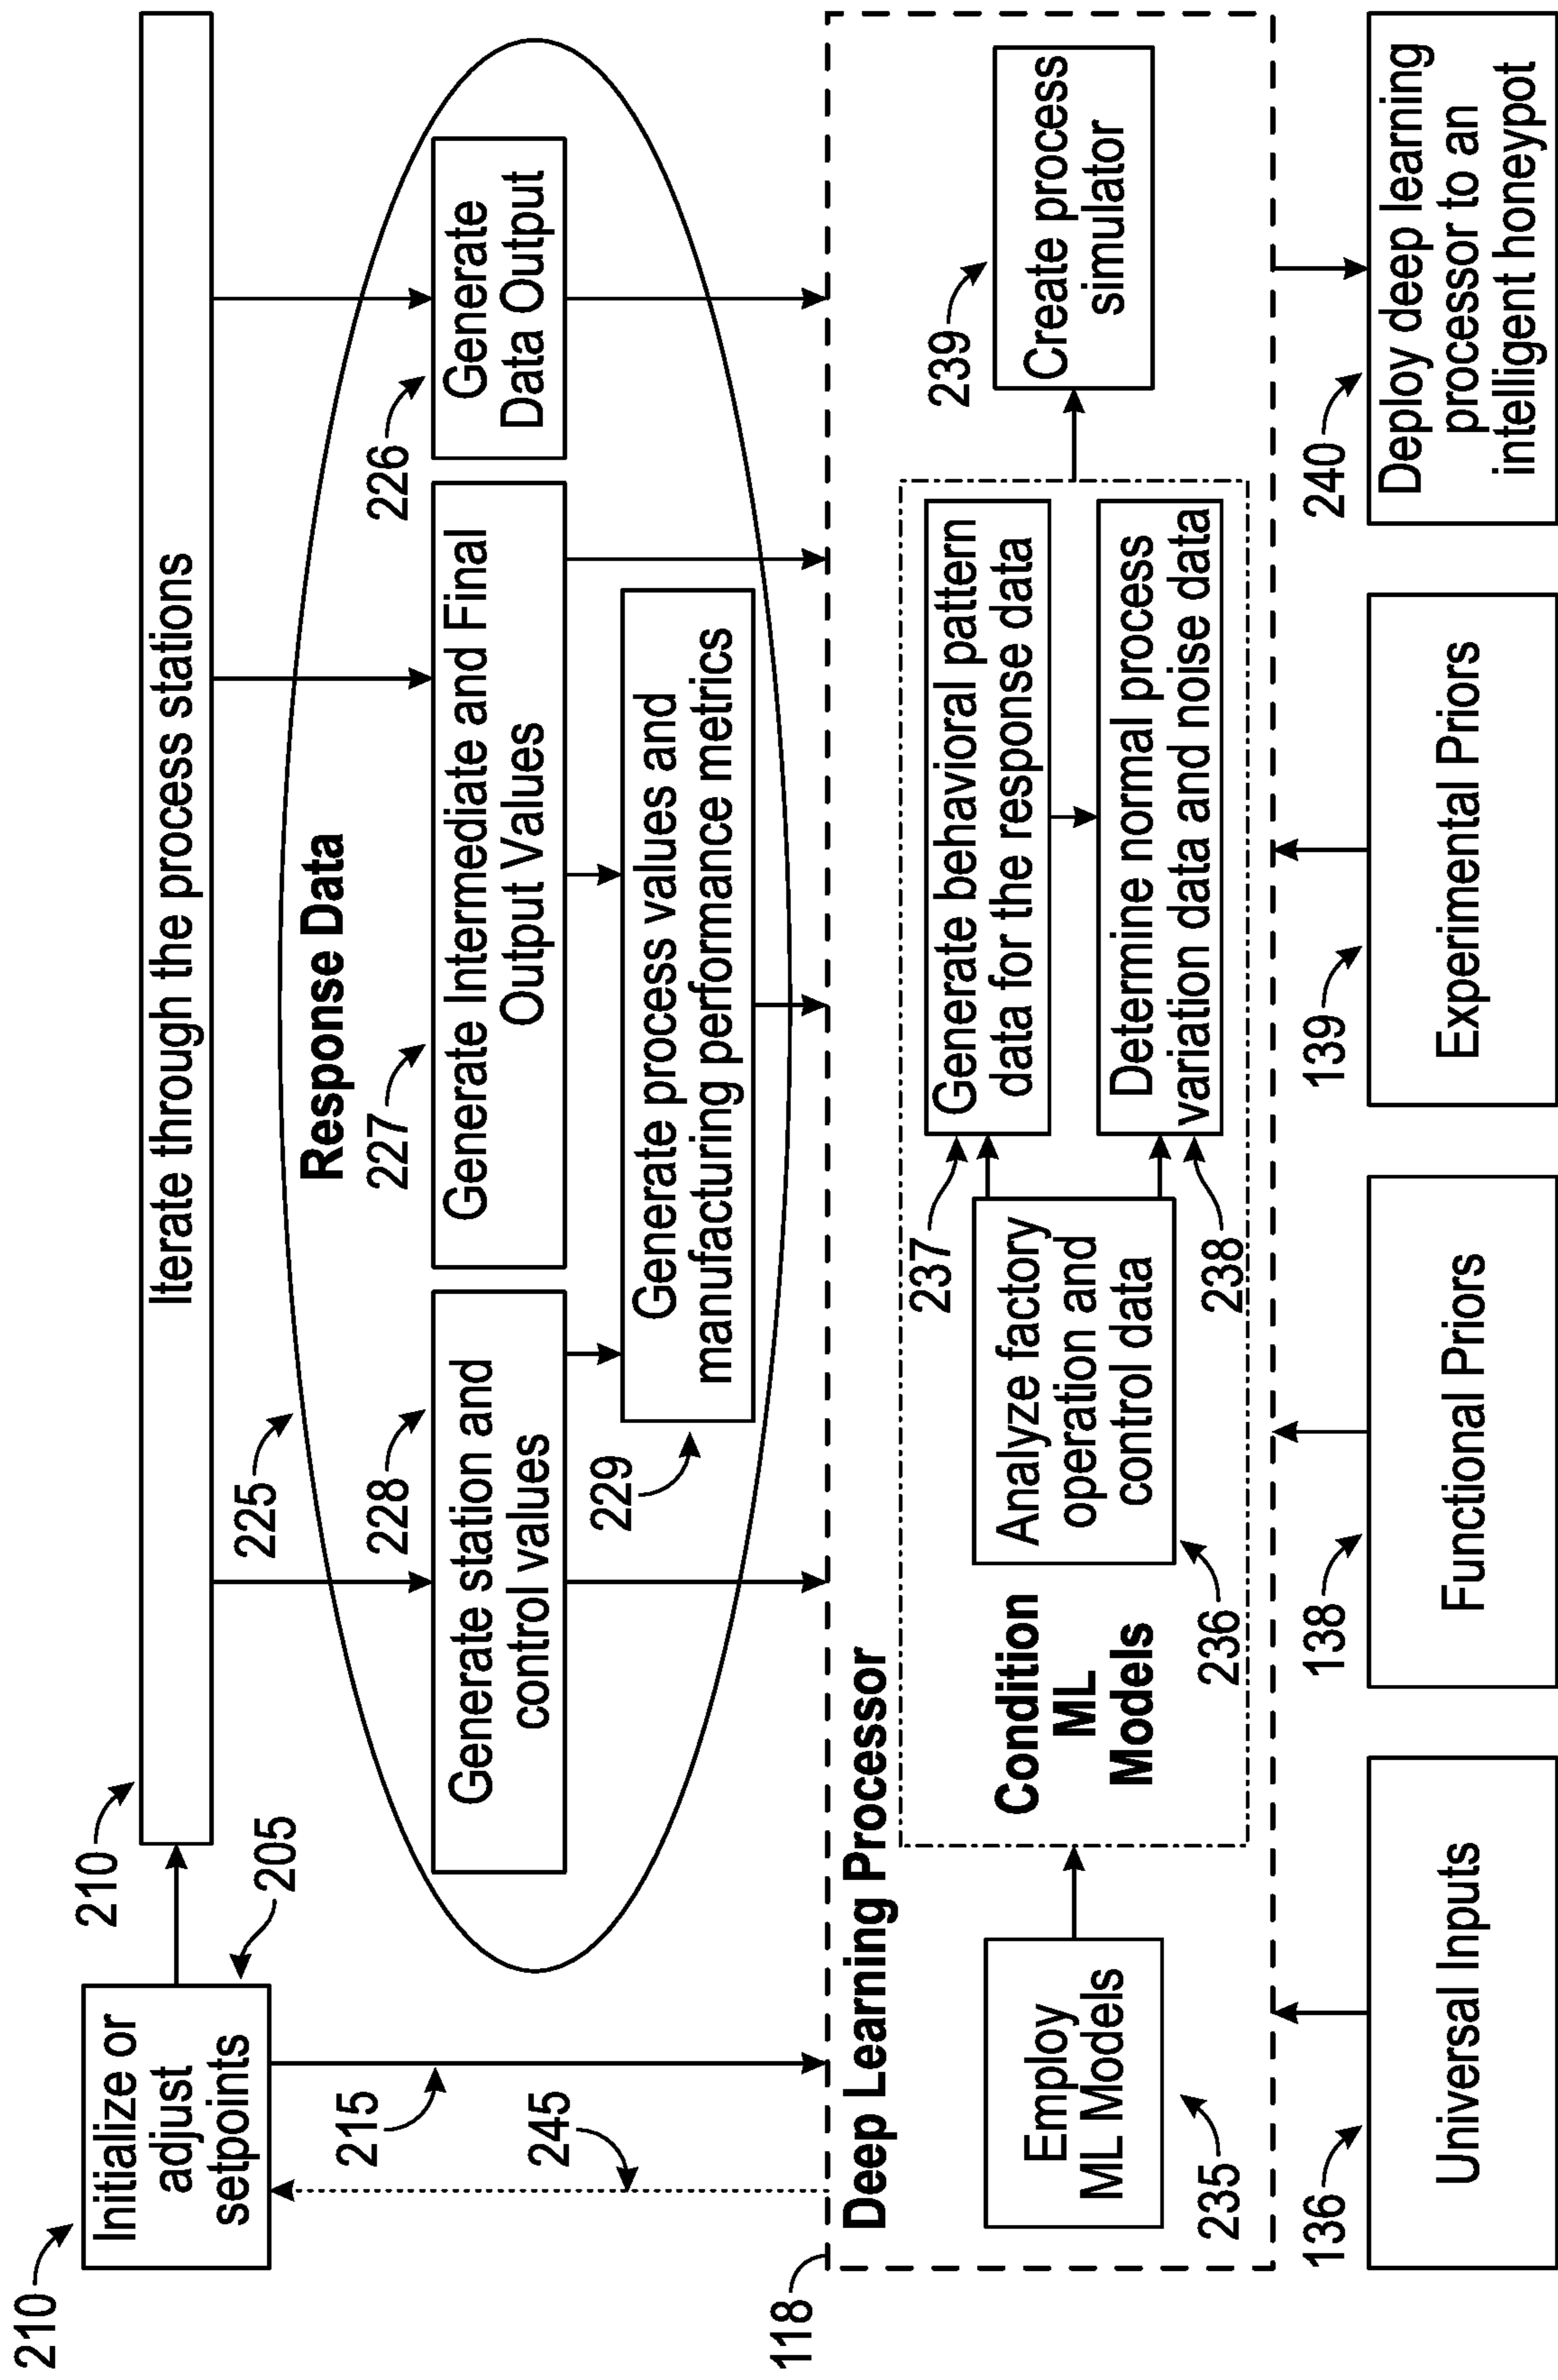 210
Initialize or
adjust
setpoints
205
210
Iterate through the process stations
215
245
225
Response Data
228
Generate station and
control values
227
Generate Intermediate and Final
Output Values
226
Generate
Data Output
229
Generate process values and
manufacturing performance metrics
118
Deep Learning Processor
Employ
ML Models
235
Condition
ML
Models
Analyze factory
operation and
control data
236
237
Generate behavioral pattern
data for the response data
238
Determine normal process
variation data and noise data
239
Create process
simulator
136
Universal Inputs
138
Functional Priors
139
Experimental Priors
240
Deploy deep learning
processor to an
intelligent honeypot